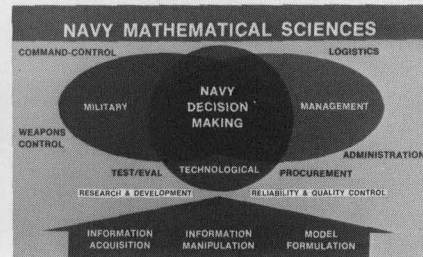 NAVY MATHEMATICAL SCIENCES
COMMAND-CONTROL
LOGISTICS
NAVY
DECISION
MAKING
MILITARY
MANAGEMENT
WEAPONS
CONTROL
ADMINISTRATION
TEST/EVAL
TECHNOLOGICAL
PROCUREMENT
RESEARCH & DEVELOPMENT
RELIABILITY & QUALITY CONTROL
INFORMATION
ACQUISITION
INFORMATION
MANIPULATION
MODEL
FORMULATION